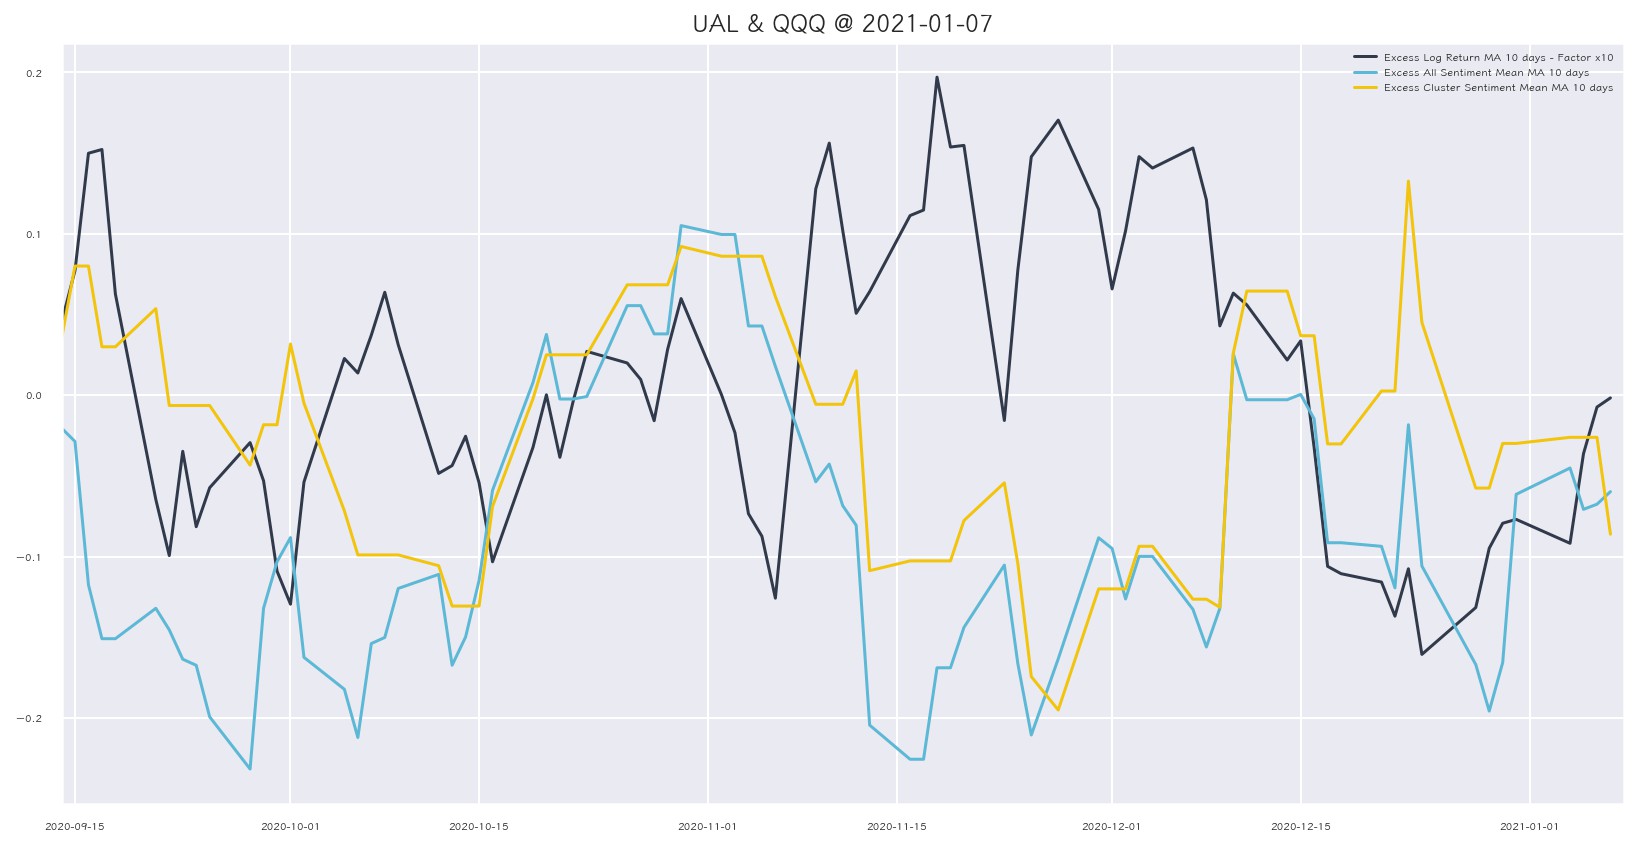 UAL & QQQ @ 2021-01-07
Excess Log Return MA 10 days - Factor x10
Excess All Sentiment Mean MA 10 days
Excess Cluster Sentiment Mean MA 10 days
0.2
0.1
0.0
−0.1
−0.2
2020-09-15 2020-10-01 2020-10-15 2020-11-01 2020-11-15 2020-12-01 2020-12-15 2021-01-01